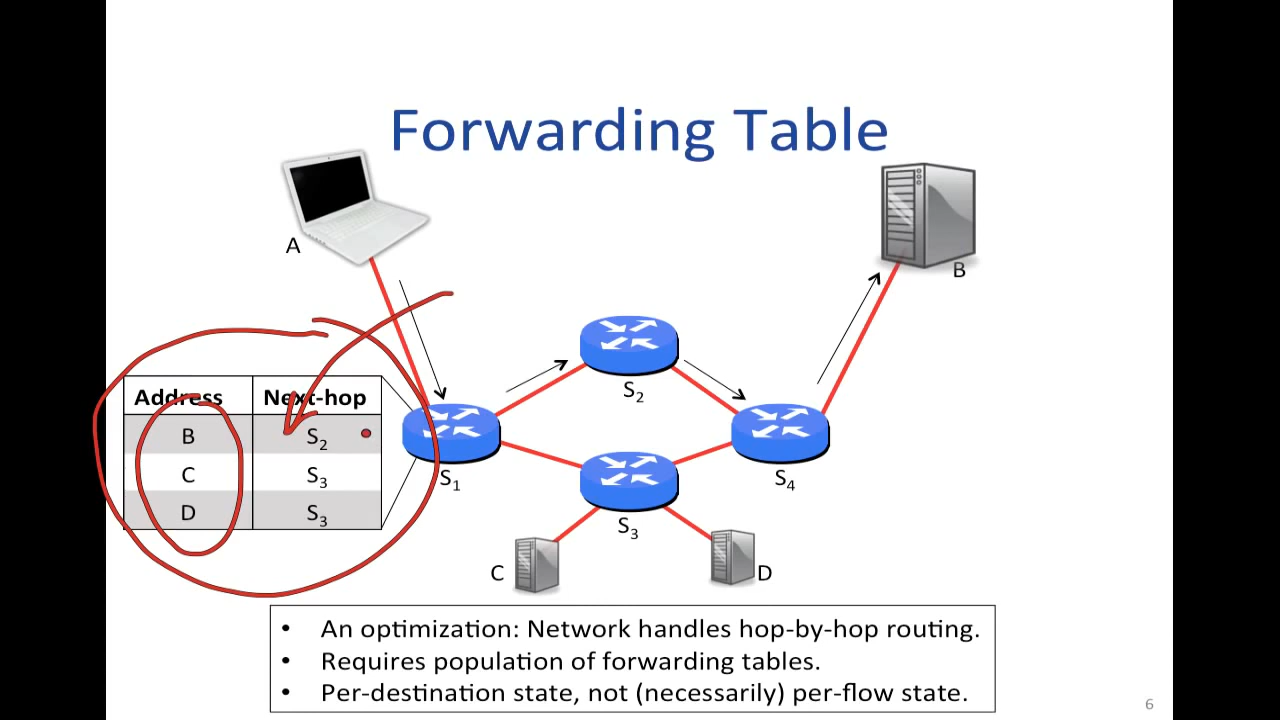 Forwarding Table
A
B
Address Next-hop
B S₂
C S₃
D S₃
S₁
S₂
S₄
S₃
C
D
• An optimization: Network handles hop-by-hop routing.
• Requires population of forwarding tables.
• Per-destination state, not (necessarily) per-flow state.
6